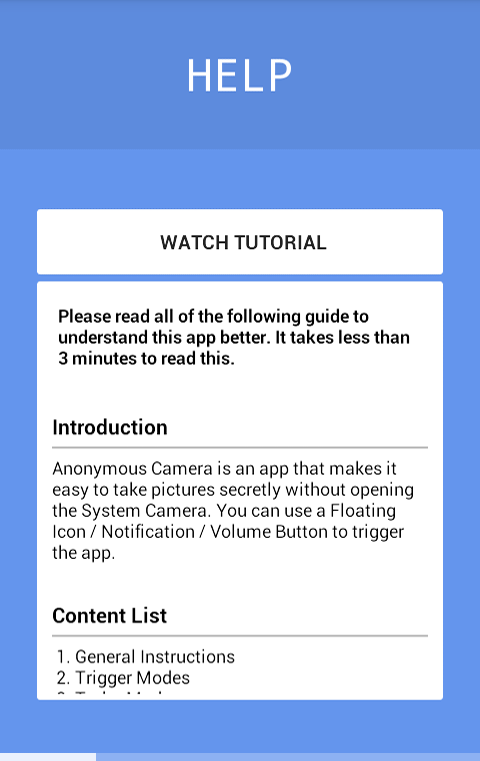 HELP
WATCH TUTORIAL
Please read all of the following guide to
understand this app better. It takes less than
3 minutes to read this.
Introduction
Anonymous Camera is an app that makes it
easy to take pictures secretly without opening
the System Camera. You can use a Floating
Icon / Notification / Volume Button to trigger
the app.
Content List
1. General Instructions
2. Trigger Modes